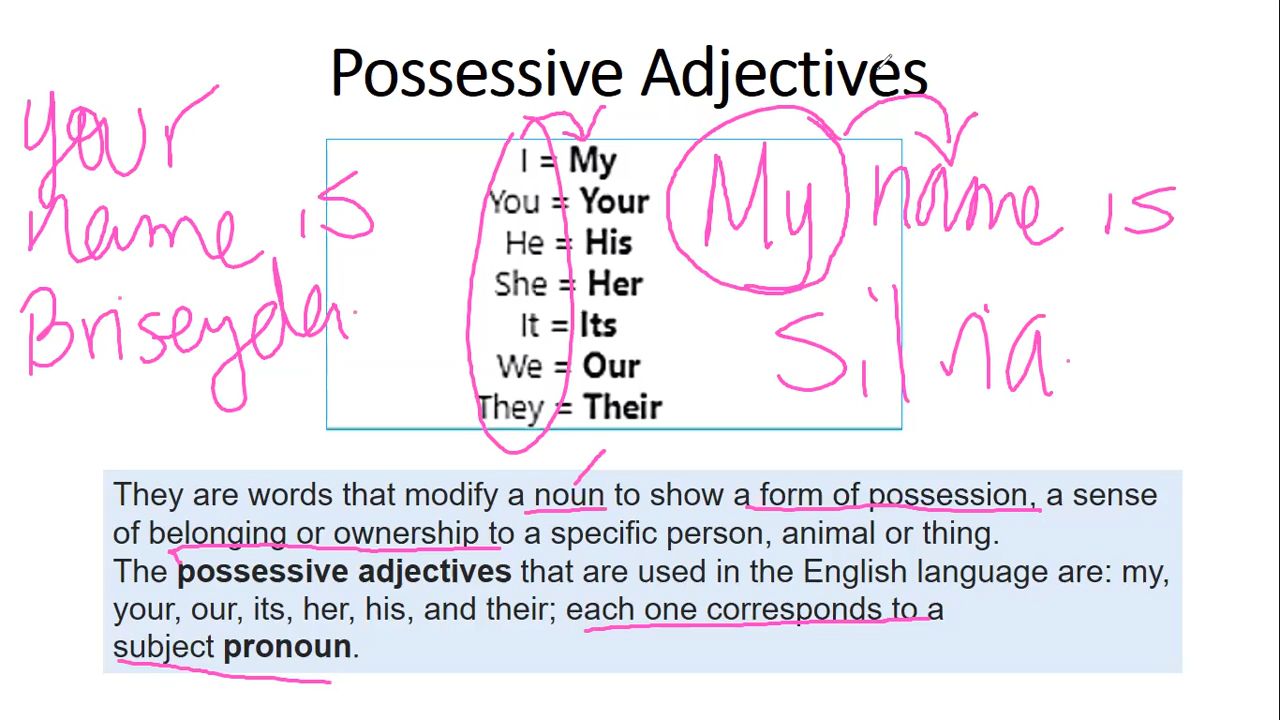 Possessive Adjectives
Your
name is
Briseyda.
I = My
You = Your
He = His
She = Her
It = Its
We = Our
They = Their
My name is
Silvia.
They are words that modify a noun to show a form of possession, a sense
of belonging or ownership to a specific person, animal or thing.
The possessive adjectives that are used in the English language are: my,
your, our, its, her, his, and their; each one corresponds to a
subject pronoun.